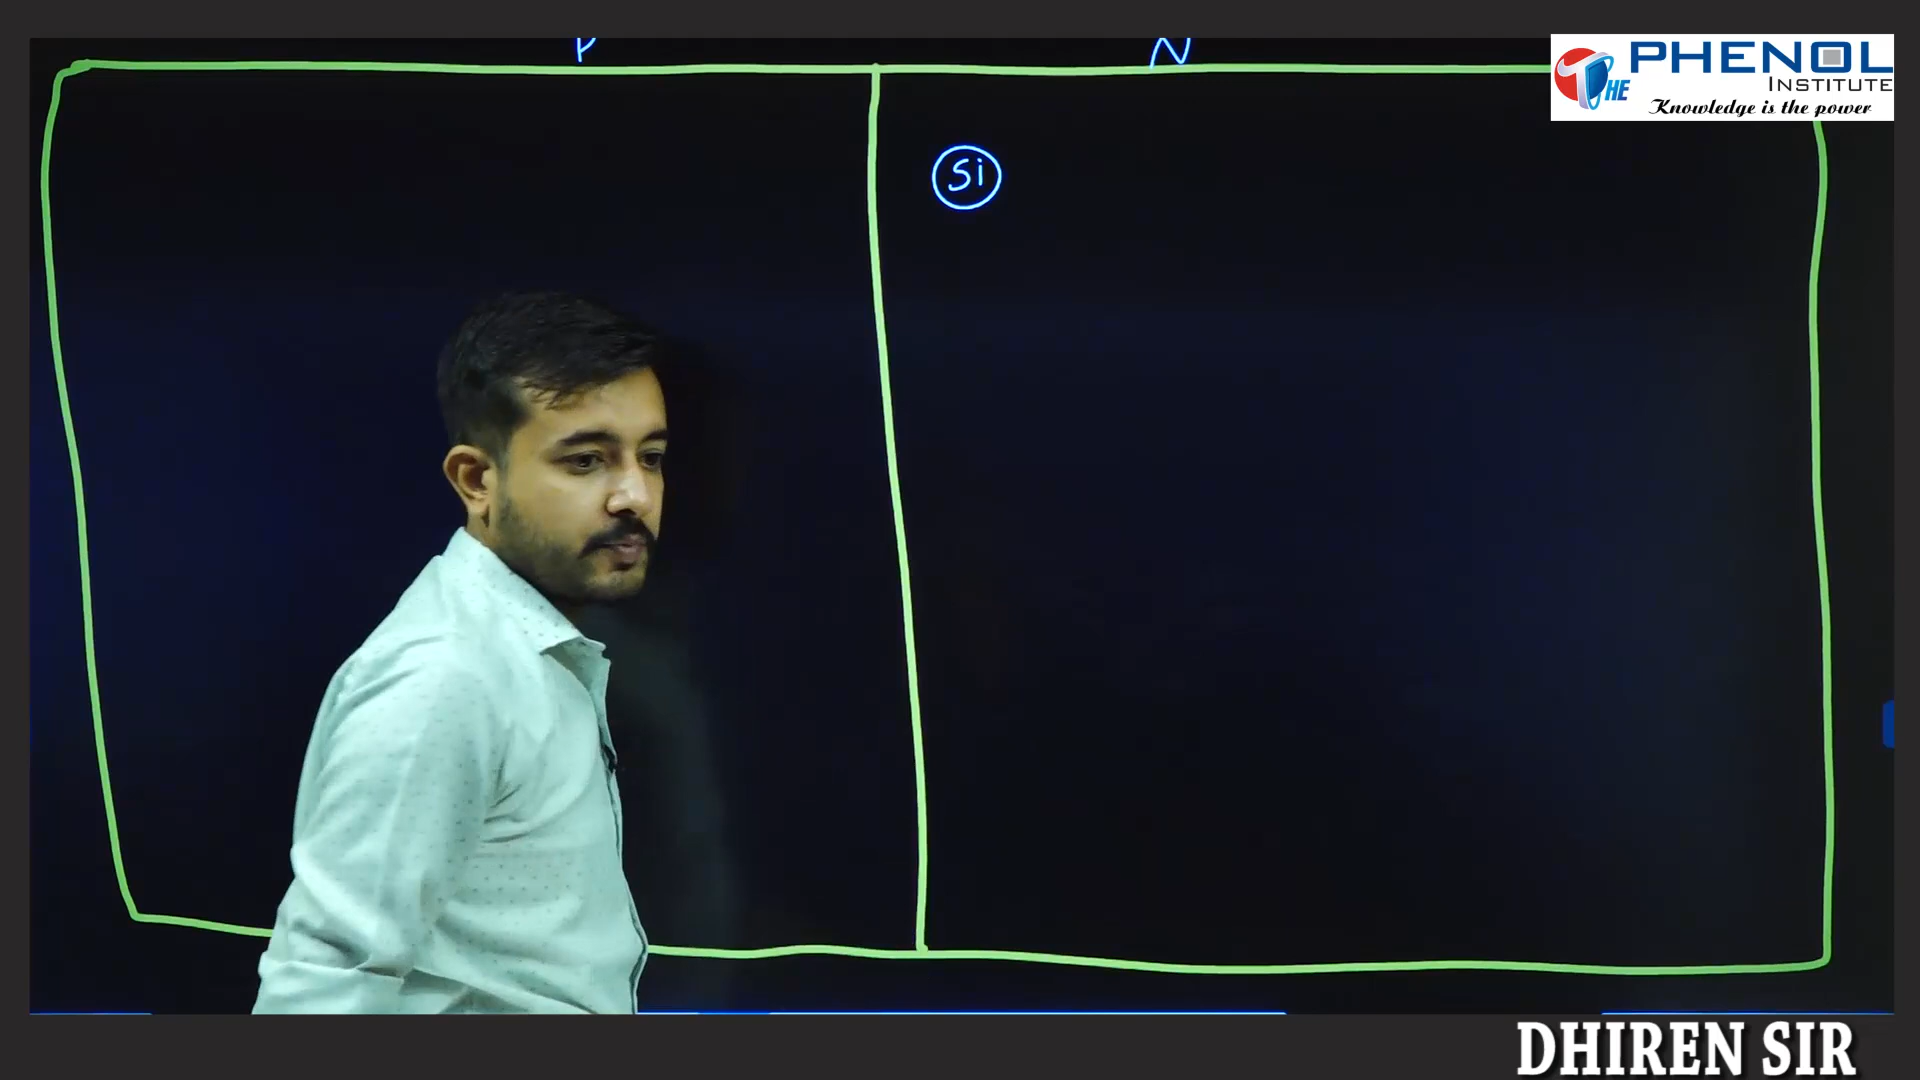 P N
THE PHENOL
INSTITUTE
Knowledge is the power
Si
DHIREN SIR